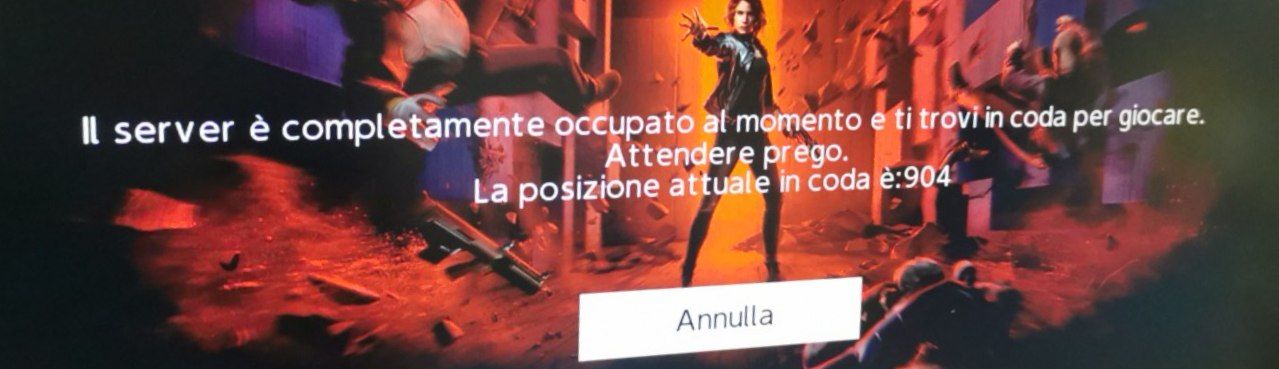 Il server è completamente occupato al momento e ti trovi in coda per giocare.
Attendere prego.
La posizione attuale in coda è:904
Annulla